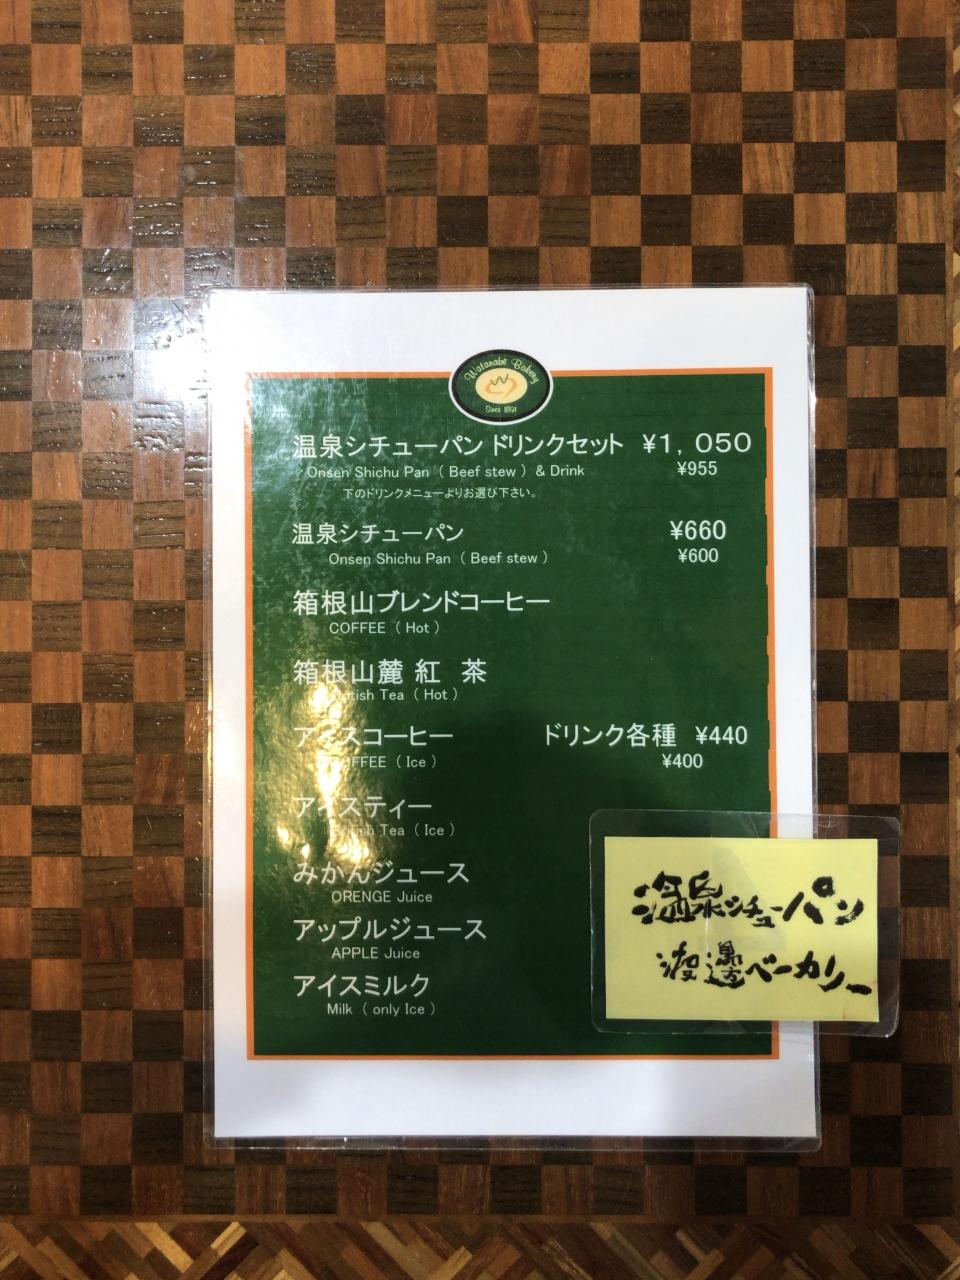 Watanabe Bakery
Since 1891
温泉シチューパン ドリンクセット ¥1,050
Onsen Shichu Pan ( Beef stew ) & Drink ¥955
下のドリンクメニューよりお選び下さい。
温泉シチューパン ¥660
Onsen Shichu Pan ( Beef stew ) ¥600
箱根山ブレンドコーヒー
COFFEE ( Hot )
箱根山麓 紅 茶
British Tea ( Hot )
アイスコーヒー ドリンク各種 ¥440
COFFEE ( Ice ) ¥400
アイスティー
British Tea ( Ice )
みかんジュース
ORENGE Juice
アップルジュース
APPLE Juice
アイスミルク
Milk ( only Ice )
温泉シチューパン
渡邊ベーカリー